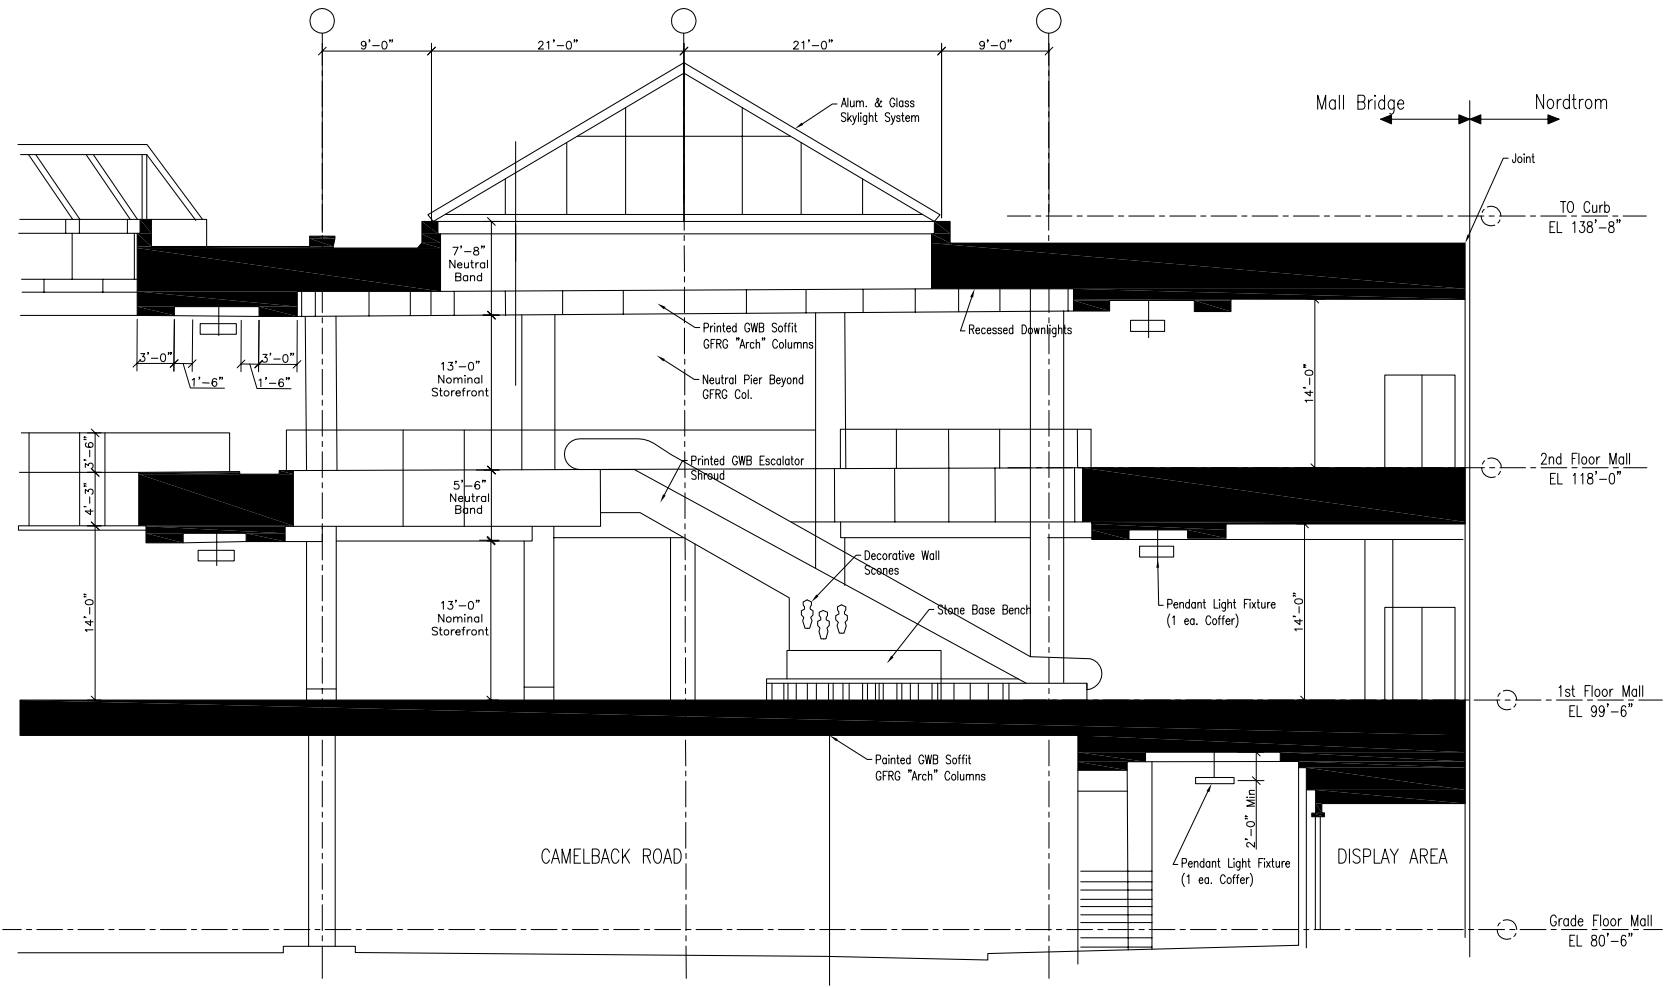 9'-0"
21'-0"
21'-0"
9'-0"
Mall Bridge
Nordtrom
Alum. & Glass
Skylight System
Joint
TO Curb
EL 138'-8"
7'-8"
Neutral
Band
Printed GWB Soffit
GFRG "Arch" Columns
Recessed Downlights
3'-0"
3'-0"
1'-6"
1'-6"
13'-0"
Nominal
Storefront
Neutral Pier Beyond
GFRG Col.
14'-0"
3'-6"
4'-3"
Printed GWB Escalator
Shroud
2nd Floor Mall
EL 118'-0"
5'-6"
Neutral
Band
Decorative Wall
Scones
14'-0"
13'-0"
Nominal
Storefront
Stone Base Bench
Pendant Light Fixture
(1 ea. Coffer)
14'-0"
1st Floor Mall
EL 99'-6"
Painted GWB Soffit
GFRG "Arch" Columns
2'-0" Min
CAMELBACK ROAD
Pendant Light Fixture
(1 ea. Coffer)
DISPLAY AREA
Grade Floor Mall
EL 80'-6"